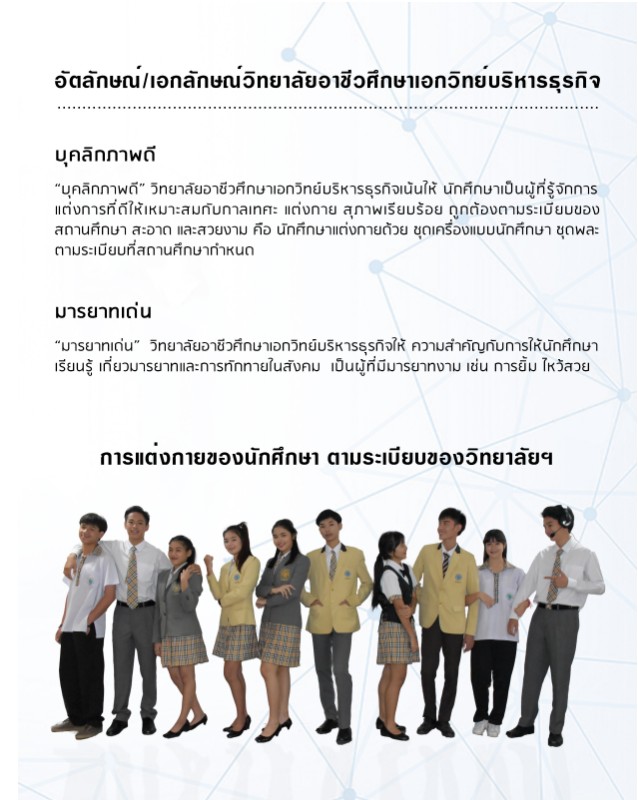 อัตลักษณ์/เอกลักษณ์วิทยาลัยอาชีวศึกษาเอกวิทย์บริหารธุรกิจ
บุคลิกภาพดี
“บุคลิกภาพดี” วิทยาลัยอาชีวศึกษาเอกวิทย์บริหารธุรกิจเน้นให้ นักศึกษาเป็นผู้ที่รู้จักการ
แต่งการที่ดีให้เหมาะสมกับกาลเทศะ แต่งกาย สุภาพเรียบร้อย ถูกต้องตามระเบียบของ
สถานศึกษา สะอาด และสวยงาม คือ นักศึกษาแต่งกายด้วย ชุดเครื่องแบบนักศึกษา ชุดพละ
ตามระเบียบที่สถานศึกษากำหนด
มารยาทเด่น
“มารยาทเด่น” วิทยาลัยอาชีวศึกษาเอกวิทย์บริหารธุรกิจให้ ความสำคัญกับการให้นักศึกษา
เรียนรู้ เกี่ยวมารยาทและการทักทายในสังคม เป็นผู้ที่มีมารยาทงาม เช่น การยิ้ม ไหว้สวย
การแต่งกายของนักศึกษา ตามระเบียบของวิทยาลัยฯ